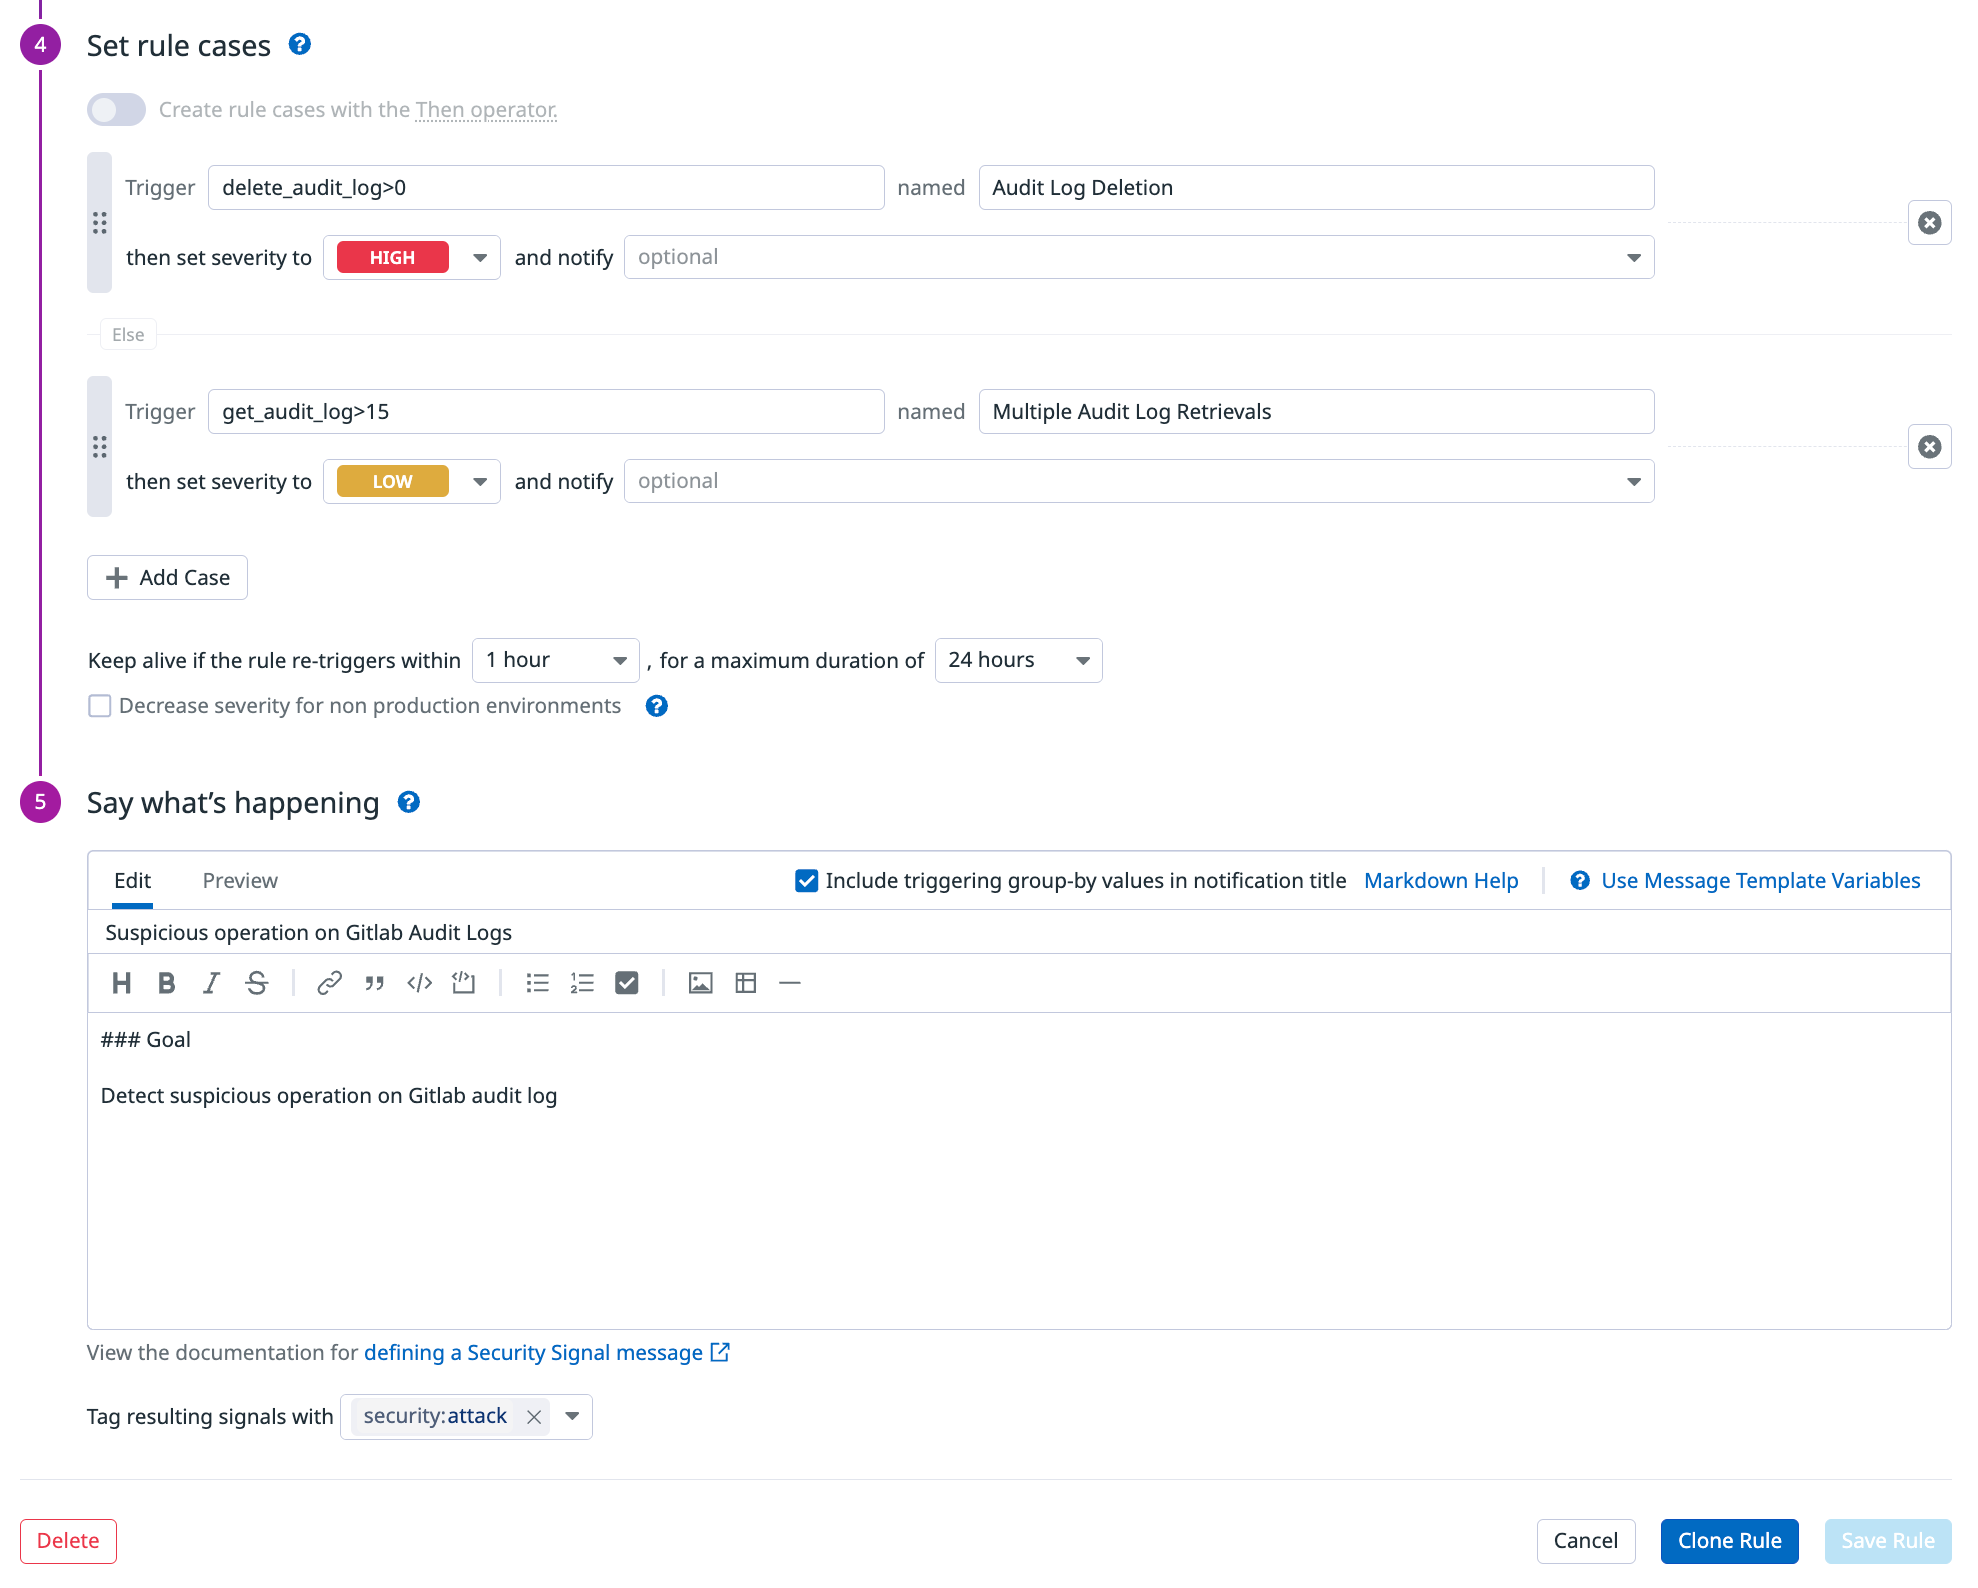 4 Set rule cases ?
Create rule cases with the Then operator.
Trigger delete_audit_log>0 named Audit Log Deletion
then set severity to HIGH and notify optional
Else
Trigger get_audit_log>15 named Multiple Audit Log Retrievals
then set severity to LOW and notify optional
Add Case
Keep alive if the rule re-triggers within 1 hour , for a maximum duration of 24 hours
Decrease severity for non production environments ?
5 Say what’s happening ?
Edit Preview Include triggering group-by values in notification title Markdown Help ? Use Message Template Variables
Suspicious operation on Gitlab Audit Logs
### Goal
Detect suspicious operation on Gitlab audit log
View the documentation for defining a Security Signal message
Tag resulting signals with security:attack
Delete Cancel Clone Rule Save Rule